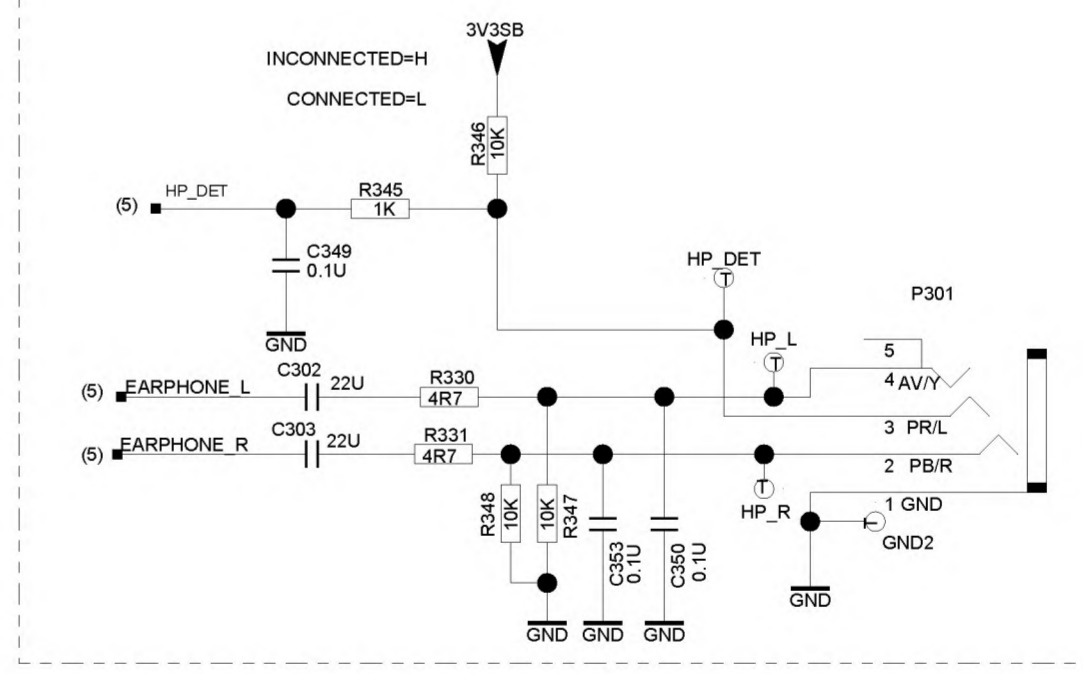 3V3SB
INCONNECTED=H
CONNECTED=L
R346
10K
(5)
HP_DET
R345
1K
C349
0.1U
GND
HP_DET
T
P301
HP_L
T
C302
22U
(5)
EARPHONE_L
R330
4R7
5
4 AV/Y
C303
22U
(5)
EARPHONE_R
R331
4R7
3 PR/L
2 PB/R
R348
10K
10K
R347
T
HP_R
1 GND
T
GND2
C353
0.1U
C350
0.1U
GND
GND
GND
GND